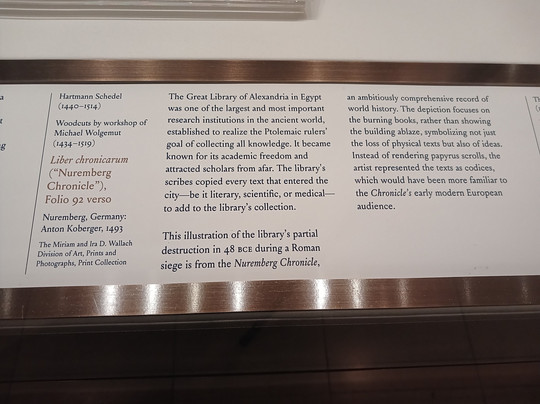 Hartmann Schedel
(1440–1514)
Woodcuts by workshop of
Michael Wolgemut
(1434–1519)
Liber chronicarum
("Nuremberg
Chronicle"),
Folio 92 verso
Nuremberg, Germany:
Anton Koberger, 1493
The Miriam and Ira D. Wallach
Division of Art, Prints and
Photographs, Print Collection
The Great Library of Alexandria in Egypt
was one of the largest and most important
research institutions in the ancient world,
established to realize the Ptolemaic rulers'
goal of collecting all knowledge. It became
known for its academic freedom and
attracted scholars from afar. The library's
scribes copied every text that entered the
city—be it literary, scientific, or medical—
to add to the library's collection.
This illustration of the library's partial
destruction in 48 BCE during a Roman
siege is from the Nuremberg Chronicle,
an ambitiously comprehensive record of
world history. The depiction focuses on
the burning books, rather than showing
the building ablaze, symbolizing not just
the loss of physical texts but also of ideas.
Instead of rendering papyrus scrolls, the
artist represented the texts as codices,
which would have been more familiar to
the Chronicle's early modern European
audience.